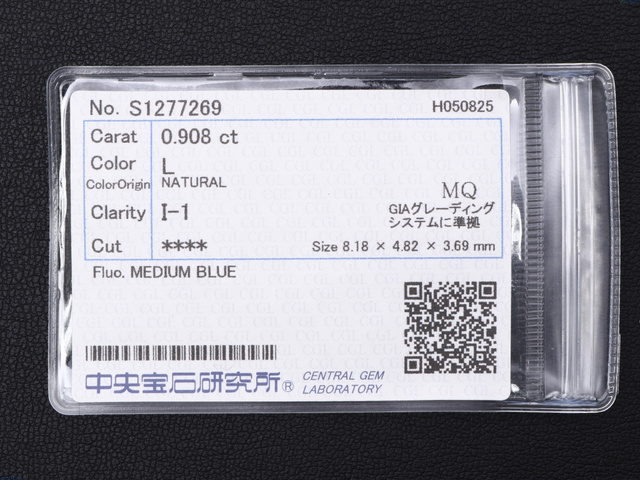 No. S1277269 H050825
Carat 0.908 ct
Color L
ColorOrigin NATURAL
MQ
Clarity I-1
GIAグレーディング
システムに準拠
Cut **** Size 8.18 × 4.82 × 3.69 mm
Fluo. MEDIUM BLUE
中央宝石研究所® CENTRAL GEM
LABORATORY